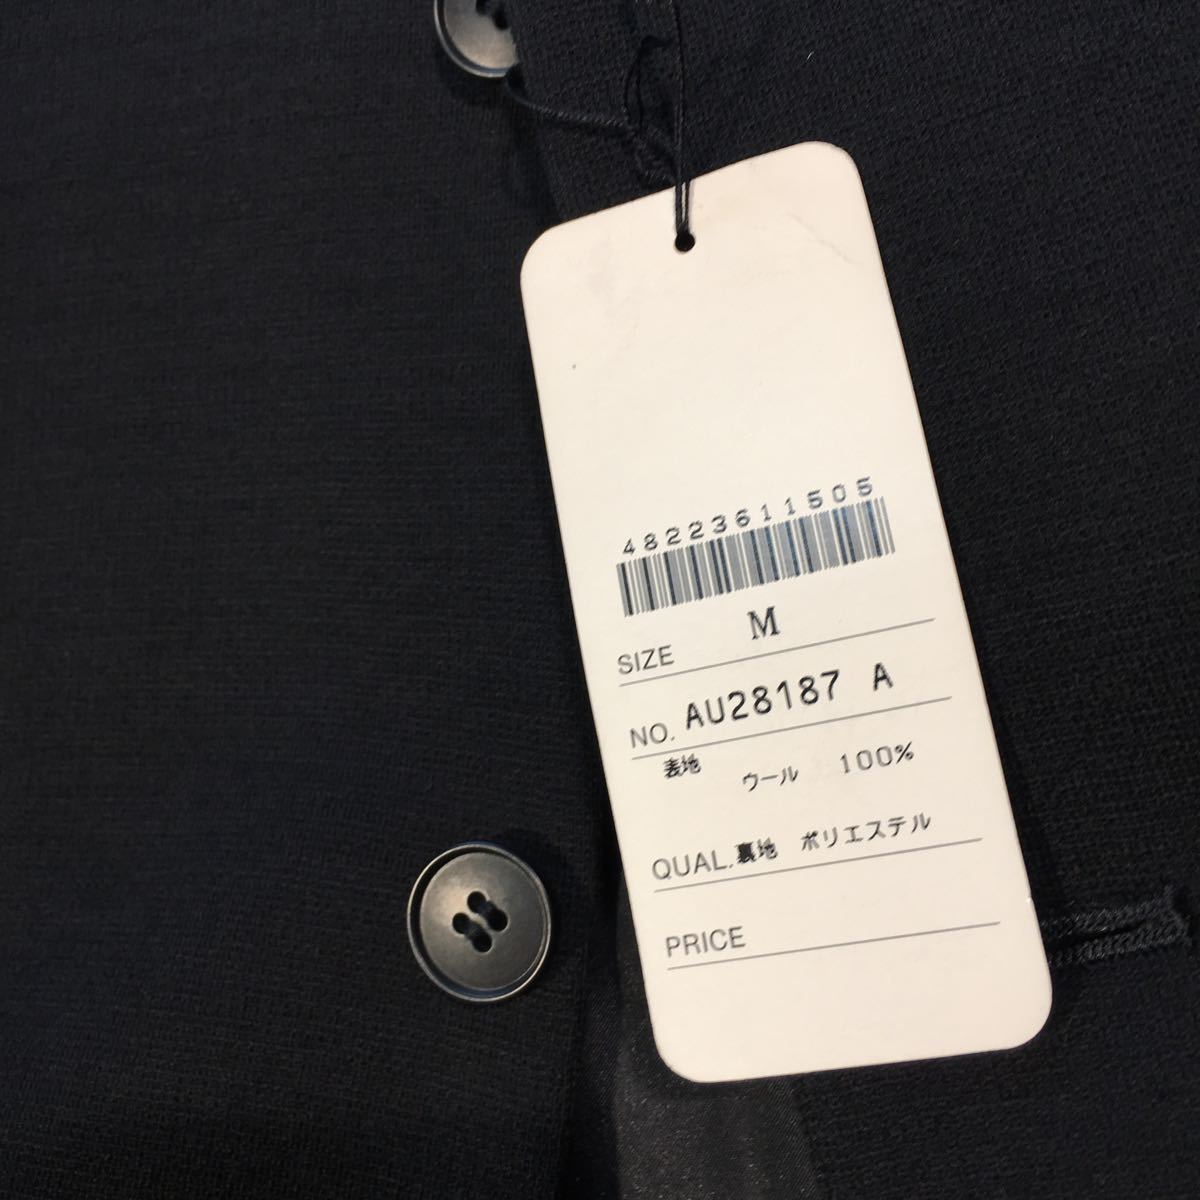 48223611505
SIZE M
NO. AU28187 A
表地 ウール 100%
QUAL. 裏地 ポリエステル
PRICE